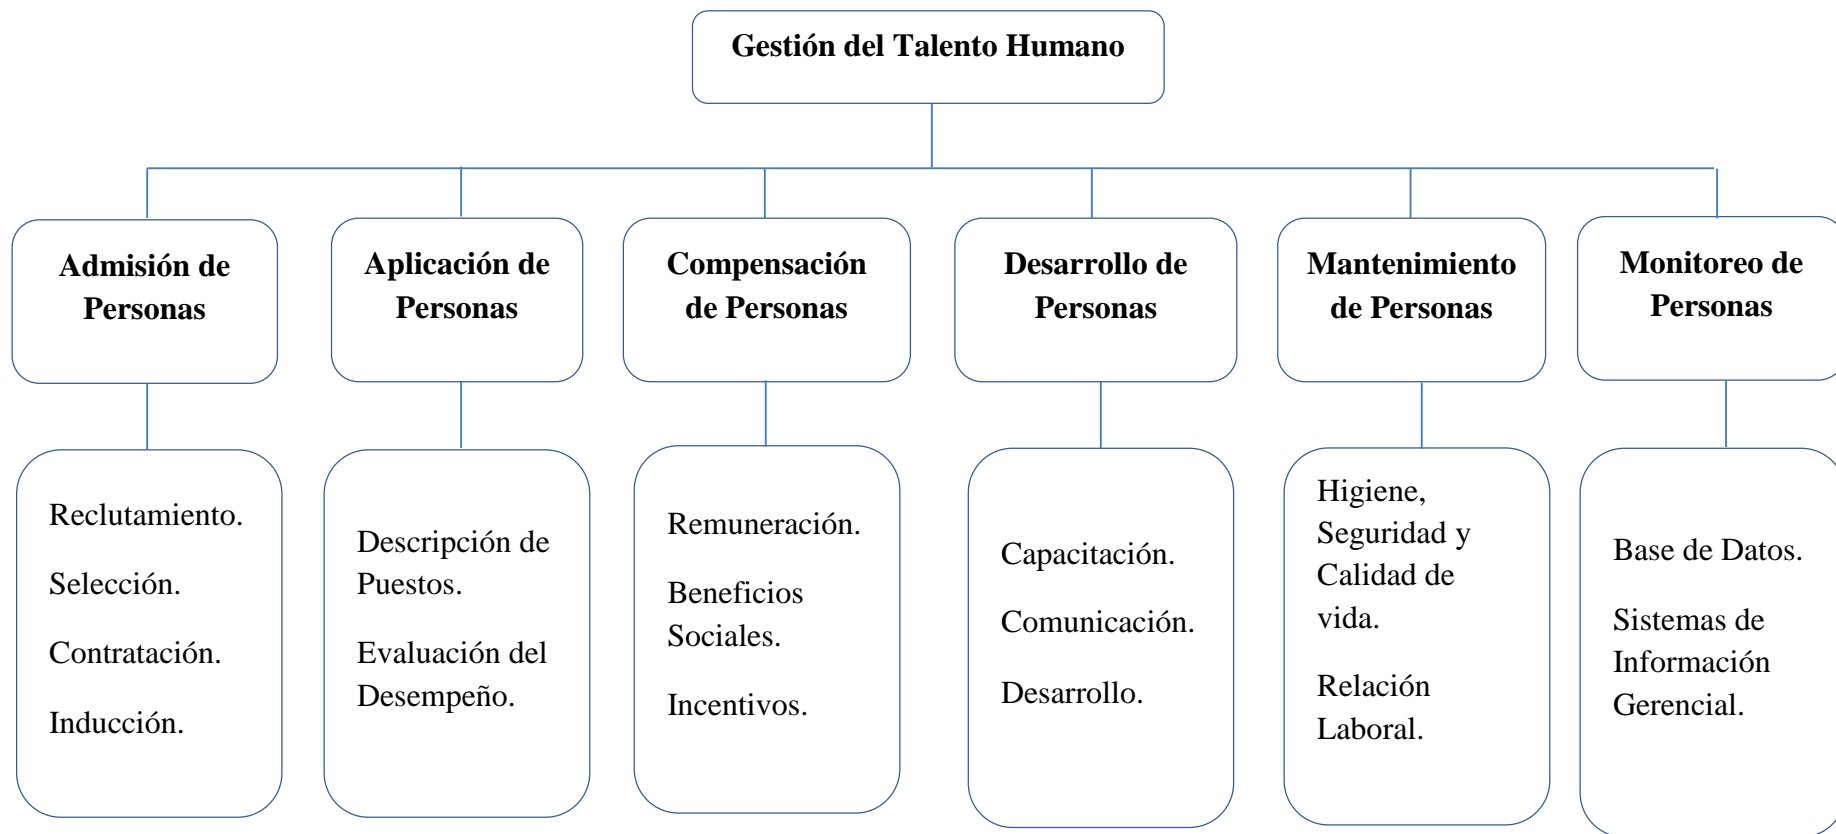 Gestión del Talento Humano
Admisión de
Personas
Aplicación de
Personas
Compensación
de Personas
Desarrollo de
Personas
Mantenimiento
de Personas
Monitoreo de
Personas
Reclutamiento.
Selección.
Contratación.
Inducción.
Descripción de
Puestos.
Evaluación del
Desempeño.
Remuneración.
Beneficios
Sociales.
Incentivos.
Capacitación.
Comunicación.
Desarrollo.
Higiene,
Seguridad y
Calidad de
vida.
Relación
Laboral.
Base de Datos.
Sistemas de
Información
Gerencial.